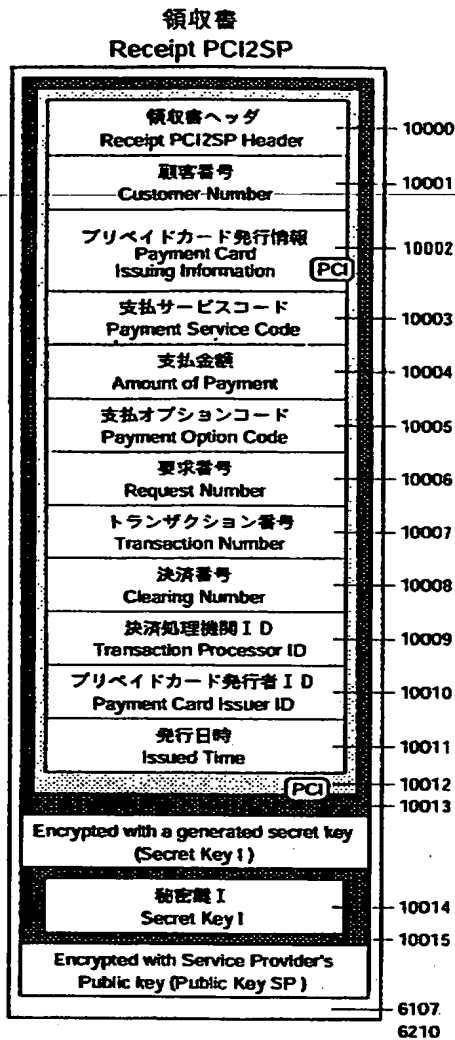 領収書
Receipt PCI2SP
領収書ヘッダ
Receipt PCI2SP Header
10000
顧客番号
Customer Number
10001
プリペイドカード発行情報
Payment Card
Issuing Information
PCI
10002
支払サービスコード
Payment Service Code
10003
支払金額
Amount of Payment
10004
支払オプションコード
Payment Option Code
10005
要求番号
Request Number
10006
トランザクション番号
Transaction Number
10007
決済番号
Clearing Number
10008
決済処理機関ID
Transaction Processor ID
10009
プリペイドカード発行者ID
Payment Card Issuer ID
10010
発行日時
Issued Time
10011
PCI
10012
10013
Encrypted with a generated secret key
(Secret Key I)
秘密鍵I
Secret Key I
10014
10015
Encrypted with Service Provider's
Public key (Public Key SP)
6107
6210